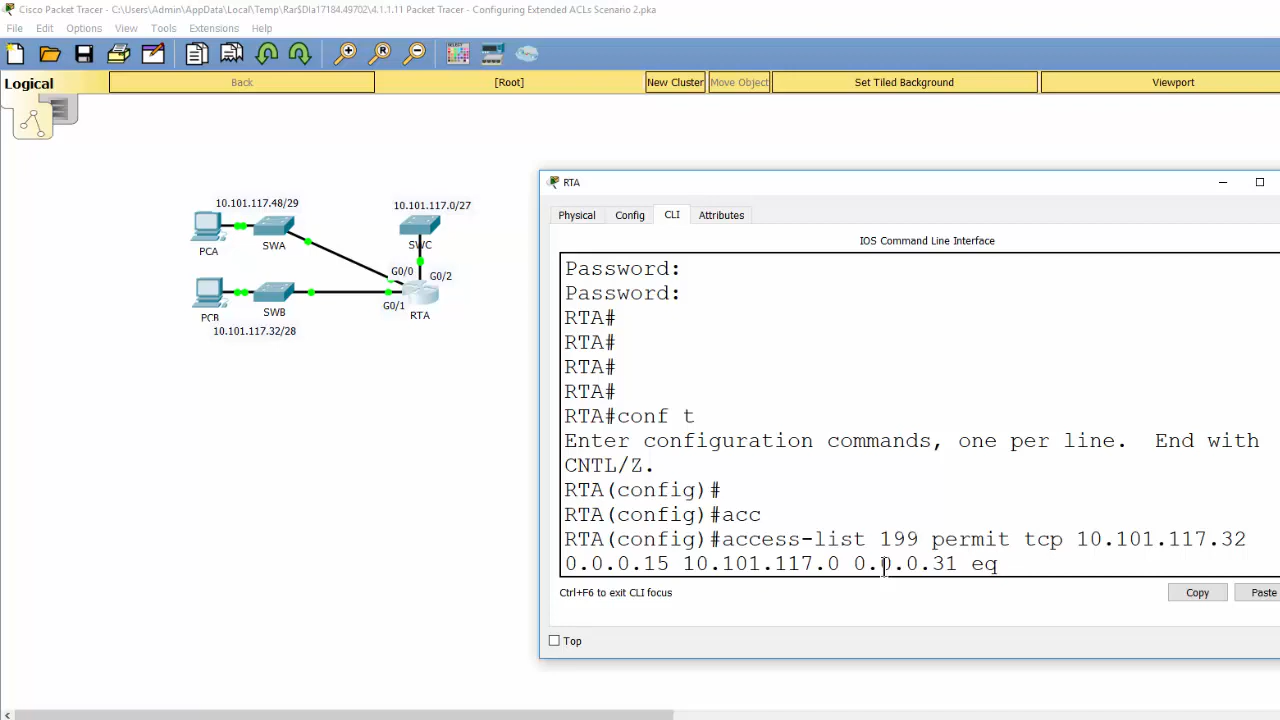 Cisco Packet Tracer - C:\Users\Admin\AppData\Local\Temp\Rar$DIa17184.49702\4.1.1.11 Packet Tracer - Configuring Extended ACLs Scenario 2.pka
File Edit Options View Tools Extensions Help
Logical Back [Root] New Cluster Move Object Set Tiled Background Viewport
10.101.117.48/29
10.101.117.0/27
PCA SWA SWC
G0/0 G0/2
PCB SWB G0/1 RTA
10.101.117.32/28
RTA
Physical Config CLI Attributes
IOS Command Line Interface
Password:
Password:
RTA#
RTA#
RTA#
RTA#
RTA#conf t
Enter configuration commands, one per line. End with
CNTL/Z.
RTA(config)#
RTA(config)#acc
RTA(config)#access-list 199 permit tcp 10.101.117.32
0.0.0.15 10.101.117.0 0.0.0.31 eq
Ctrl+F6 to exit CLI focus Copy Paste
Top